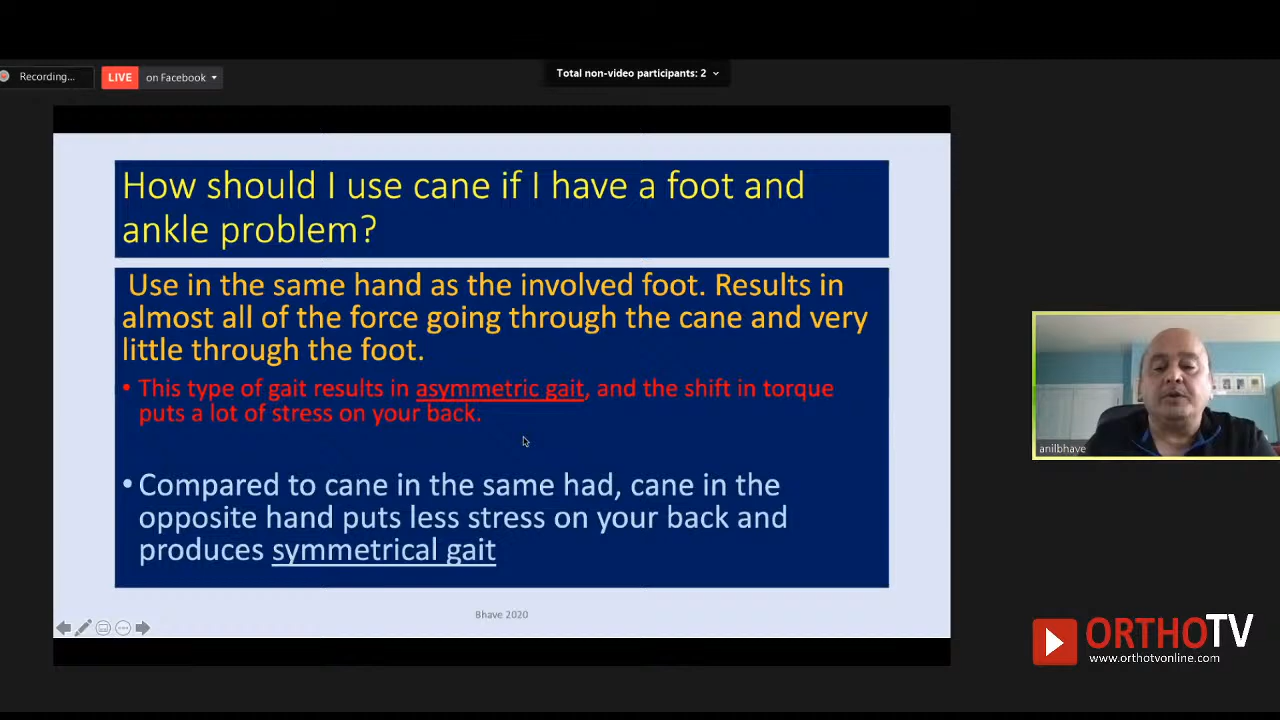 Recording...
LIVE on Facebook
Total non-video participants: 2
How should I use cane if I have a foot and
ankle problem?
Use in the same hand as the involved foot. Results in
almost all of the force going through the cane and very
little through the foot.
• This type of gait results in asymmetric gait, and the shift in torque
puts a lot of stress on your back.
• Compared to cane in the same had, cane in the
opposite hand puts less stress on your back and
produces symmetrical gait
Bhave 2020
anilbhave
ORTHOTV
www.orthotvonline.com